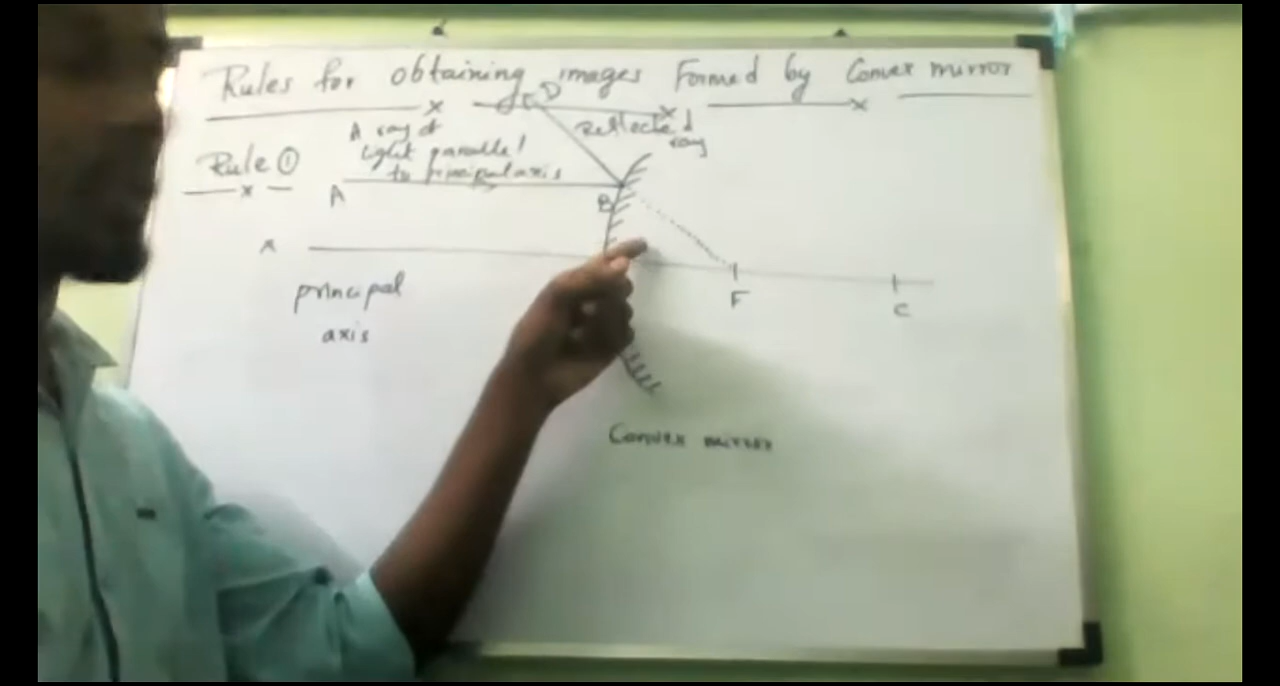 Rules for obtaining images Formed by Convex mirror
D
A ray of
light parallel
to principal axis
Reflected
ray
Rule ①
A
B
principal
axis
F
C
Convex mirror